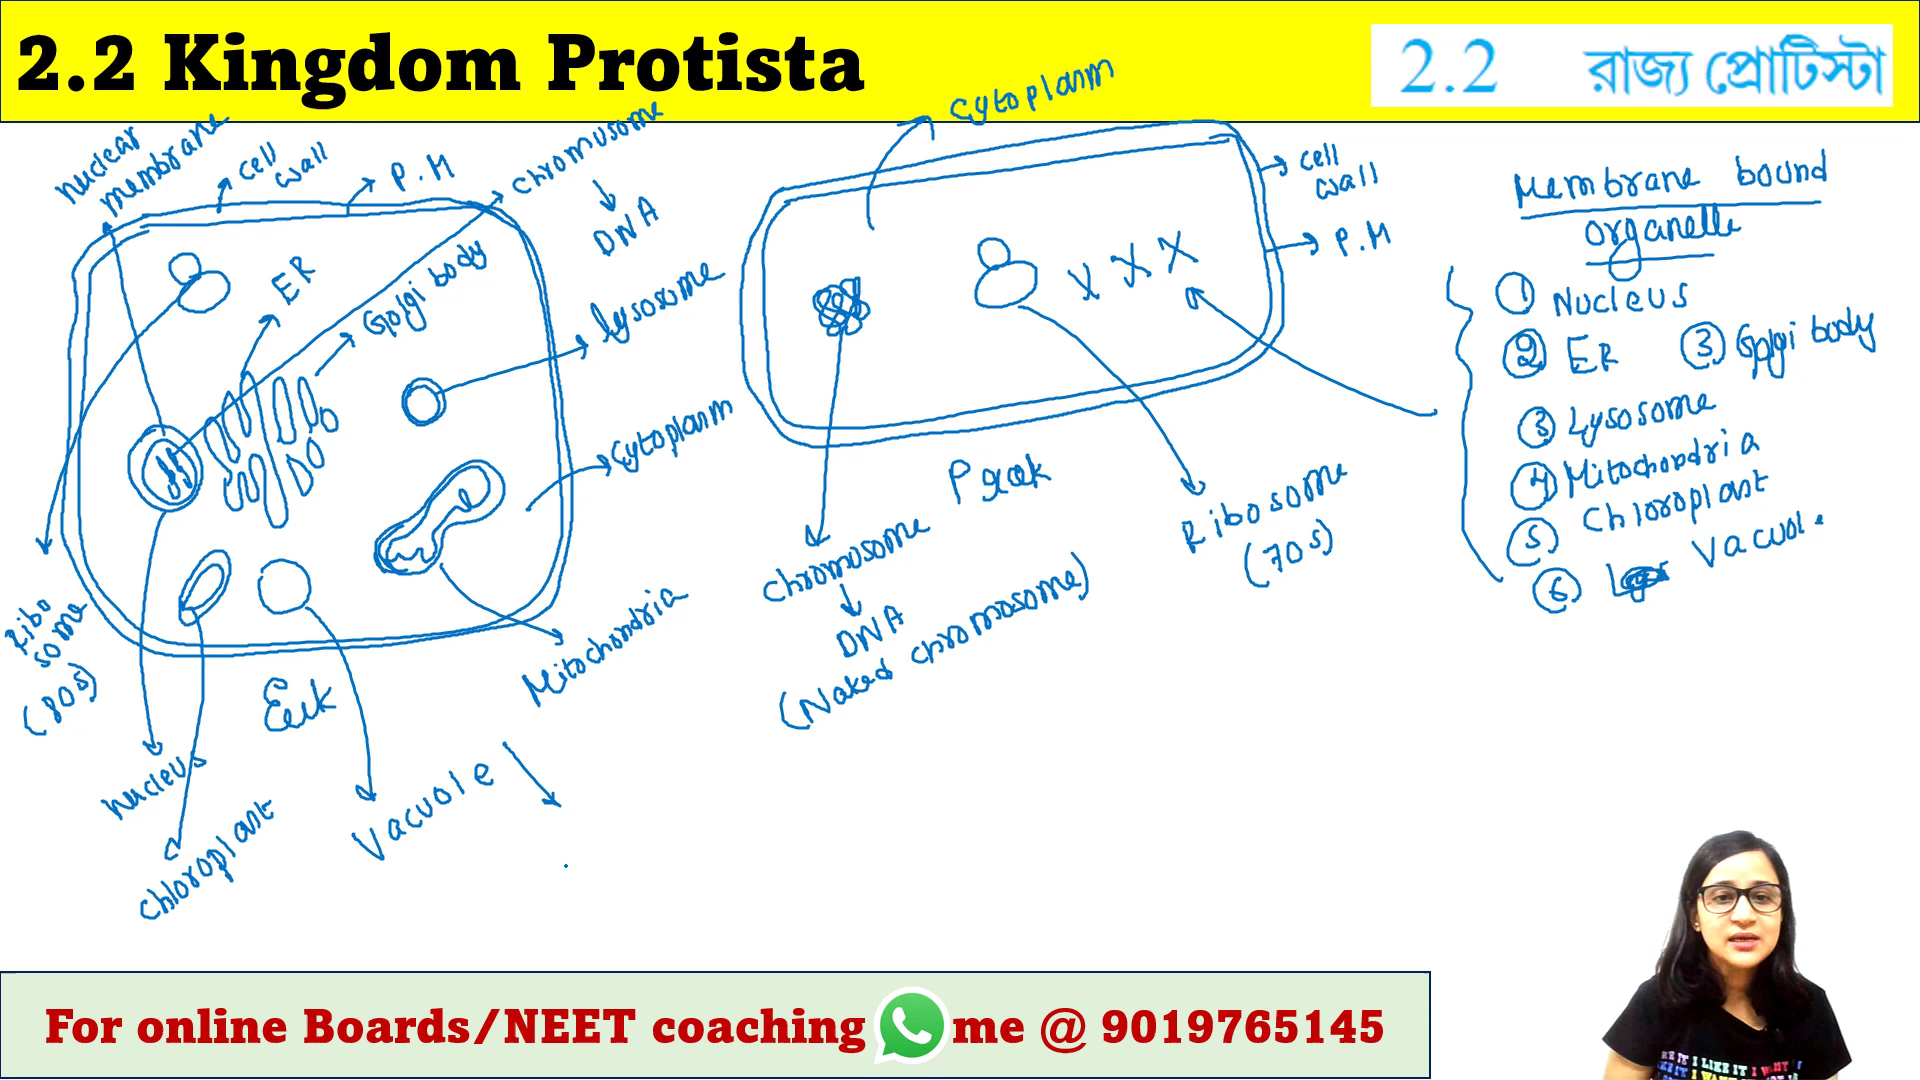 2.2 Kingdom Protista
2.2 রাজ্য প্রোটিস্টা
nuclear
membrane
cell
wall
P.M
chromosome
DNA
ER
Golgi body
lysosome
cytoplasm
Mitochondria
Ribo
some
(80s)
nucleus
chloroplast
Vacuole
Euk
cytoplasm
cell
wall
P.M
Prok
chromosome
DNA
(Naked chromosome)
Ribosome
(70s)
Membrane bound
organelle
1 Nucleus
2 ER 3 Golgi body
3 Lysosome
4 Mitochondria
5 Chloroplast
6 Vacuole
For online Boards/NEET coaching me @ 9019765145